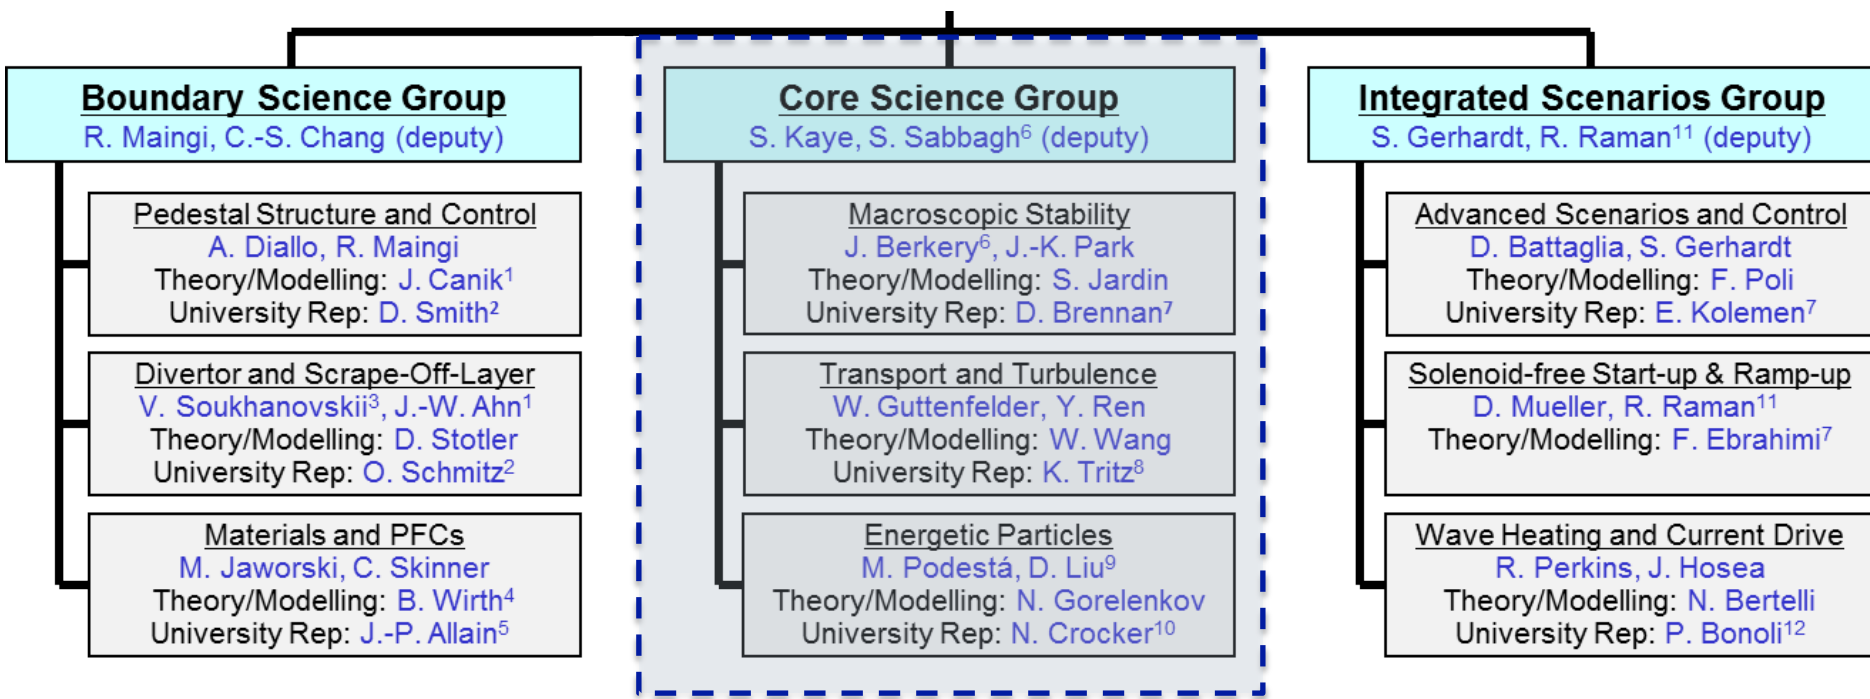 Boundary Science Group
R. Maingi, C.-S. Chang (deputy)
Pedestal Structure and Control
A. Diallo, R. Maingi
Theory/Modelling: J. Canik¹
University Rep: D. Smith²
Divertor and Scrape-Off-Layer
V. Soukhanovskii³, J.-W. Ahn¹
Theory/Modelling: D. Stotler
University Rep: O. Schmitz²
Materials and PFCs
M. Jaworski, C. Skinner
Theory/Modelling: B. Wirth⁴
University Rep: J.-P. Allain⁵
Core Science Group
S. Kaye, S. Sabbagh⁶ (deputy)
Macroscopic Stability
J. Berkery⁶, J.-K. Park
Theory/Modelling: S. Jardin
University Rep: D. Brennan⁷
Transport and Turbulence
W. Guttenfelder, Y. Ren
Theory/Modelling: W. Wang
University Rep: K. Tritz⁸
Energetic Particles
M. Podestá, D. Liu⁹
Theory/Modelling: N. Gorelenkov
University Rep: N. Crocker¹⁰
Integrated Scenarios Group
S. Gerhardt, R. Raman¹¹ (deputy)
Advanced Scenarios and Control
D. Battaglia, S. Gerhardt
Theory/Modelling: F. Poli
University Rep: E. Kolemen⁷
Solenoid-free Start-up & Ramp-up
D. Mueller, R. Raman¹¹
Theory/Modelling: F. Ebrahimi⁷
Wave Heating and Current Drive
R. Perkins, J. Hosea
Theory/Modelling: N. Bertelli
University Rep: P. Bonoli¹²